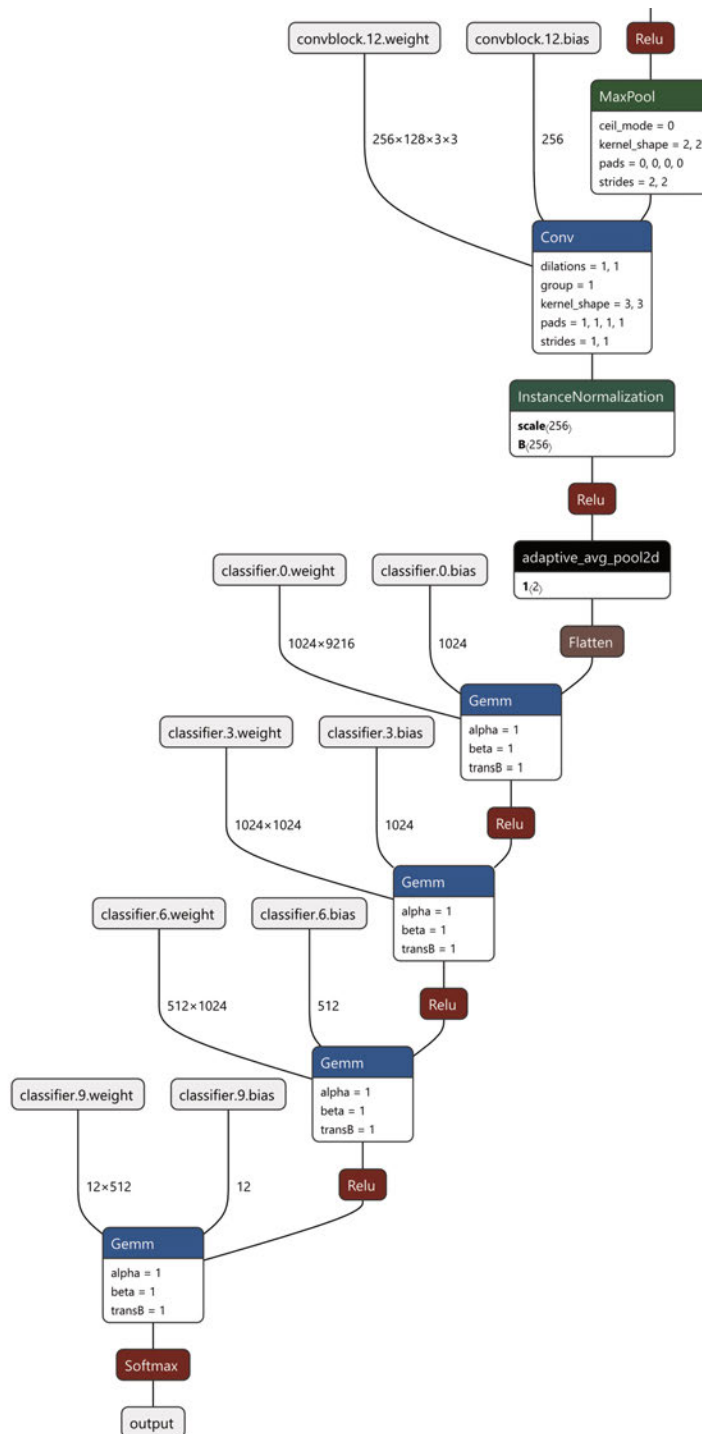 convblock.12.weight
convblock.12.bias
Relu
MaxPool
ceil_mode = 0
kernel_shape = 2, 2
pads = 0, 0, 0, 0
strides = 2, 2
256×128×3×3
256
Conv
dilations = 1, 1
group = 1
kernel_shape = 3, 3
pads = 1, 1, 1, 1
strides = 1, 1
InstanceNormalization
scale⟨256⟩
B⟨256⟩
Relu
adaptive_avg_pool2d
1⟨2⟩
classifier.0.weight
classifier.0.bias
Flatten
1024×9216
1024
Gemm
alpha = 1
beta = 1
transB = 1
classifier.3.weight
classifier.3.bias
Relu
1024×1024
1024
Gemm
alpha = 1
beta = 1
transB = 1
classifier.6.weight
classifier.6.bias
Relu
512×1024
512
Gemm
alpha = 1
beta = 1
transB = 1
classifier.9.weight
classifier.9.bias
Relu
12×512
12
Gemm
alpha = 1
beta = 1
transB = 1
Softmax
output